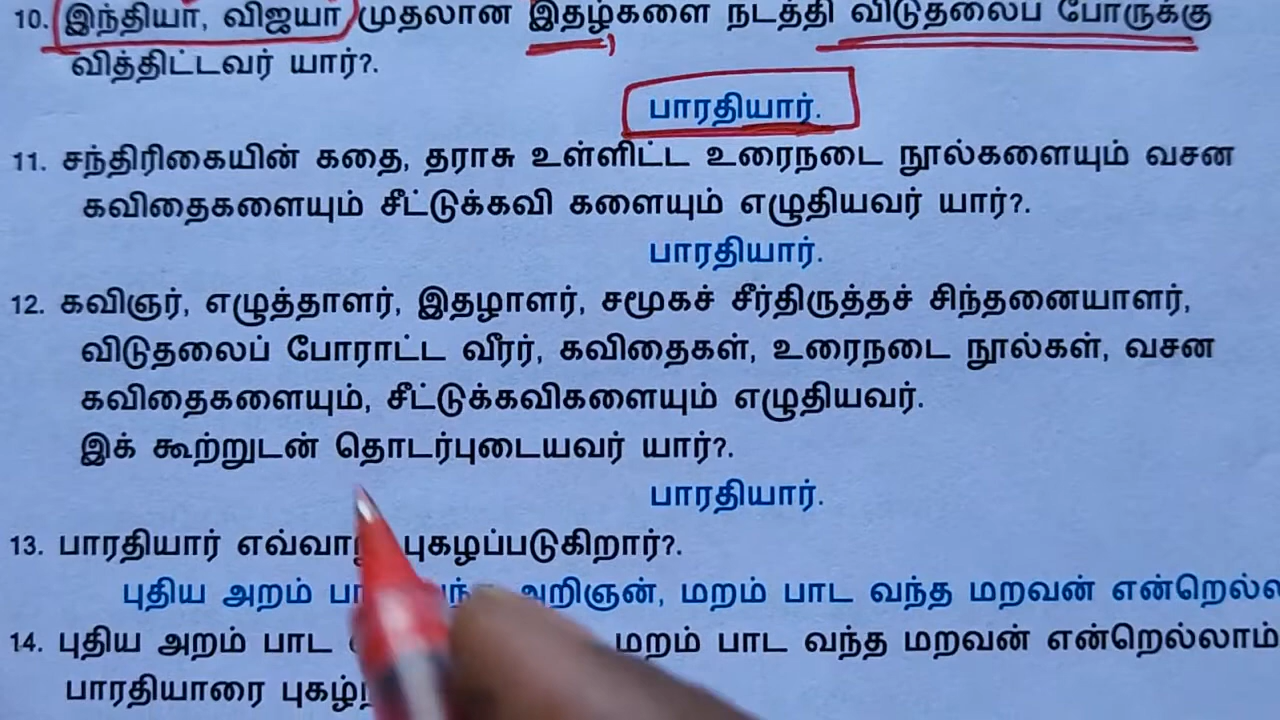 10. இந்தியா, விஜயா முதலான இதழ்களை நடத்தி விடுதலைப் போருக்கு
வித்திட்டவர் யார்?.
பாரதியார்.
11. சந்திரிகையின் கதை, தராசு உள்ளிட்ட உரைநடை நூல்களையும் வசன
கவிதைகளையும் சீட்டுக்கவி களையும் எழுதியவர் யார்?.
பாரதியார்.
12. கவிஞர், எழுத்தாளர், இதழாளர், சமூகச் சீர்திருத்தச் சிந்தனையாளர்,
விடுதலைப் போராட்ட வீரர், கவிதைகள், உரைநடை நூல்கள், வசன
கவிதைகளையும், சீட்டுக்கவிகளையும் எழுதியவர்.
இக் கூற்றுடன் தொடர்புடையவர் யார்?.
பாரதியார்.
13. பாரதியார் புகழப்படுகிறார்?.
புதிய அறம் அறிஞன், மறம் பாட வந்த மறவன்
14. புதிய அறம் பாட மறம் பாட வந்த மறவன் என்றெல்லாம்
பாரதியாரை